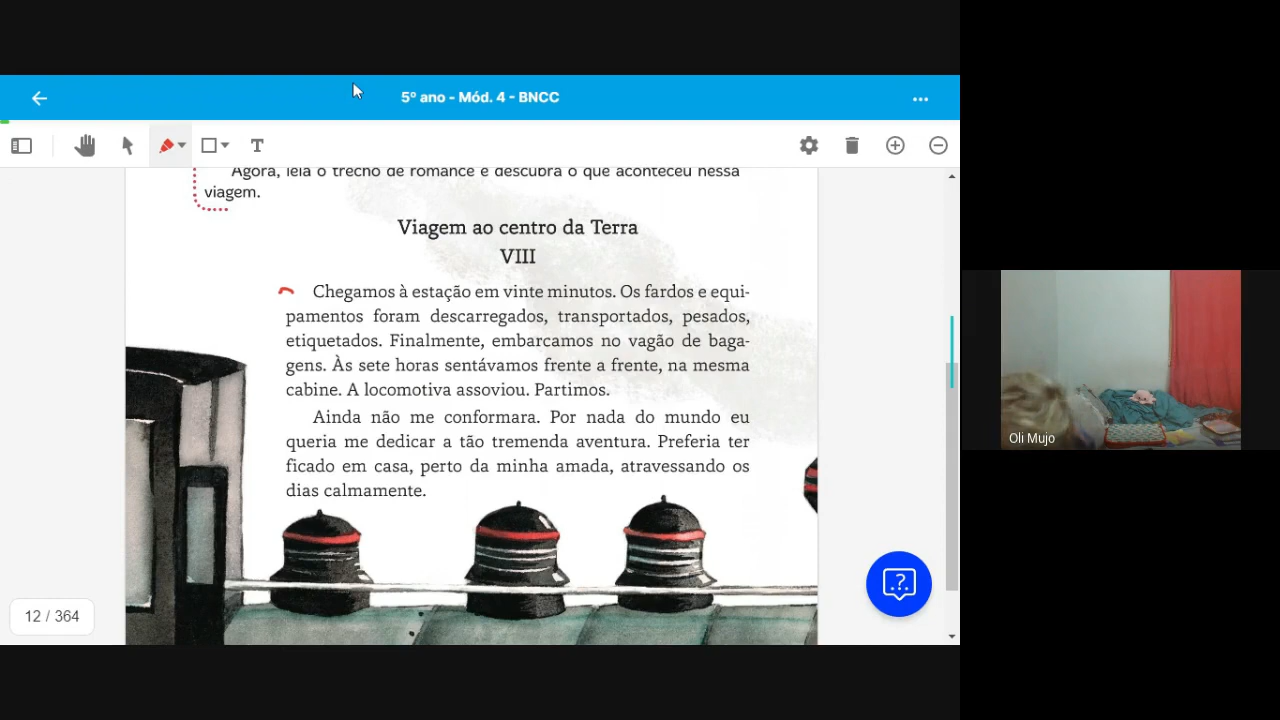 5º ano - Mód. 4 - BNCC
T
Agora, leia o trecho de romance e descubra o que aconteceu nessa
viagem.
Viagem ao centro da Terra
VIII
Chegamos à estação em vinte minutos. Os fardos e equi-
pamentos foram descarregados, transportados, pesados,
etiquetados. Finalmente, embarcamos no vagão de baga-
gens. Às sete horas sentávamos frente a frente, na mesma
cabine. A locomotiva assoviou. Partimos.
Ainda não me conformara. Por nada do mundo eu
queria me dedicar a tão tremenda aventura. Preferia ter
ficado em casa, perto da minha amada, atravessando os
dias calmamente.
12 / 364
Oli Mujo